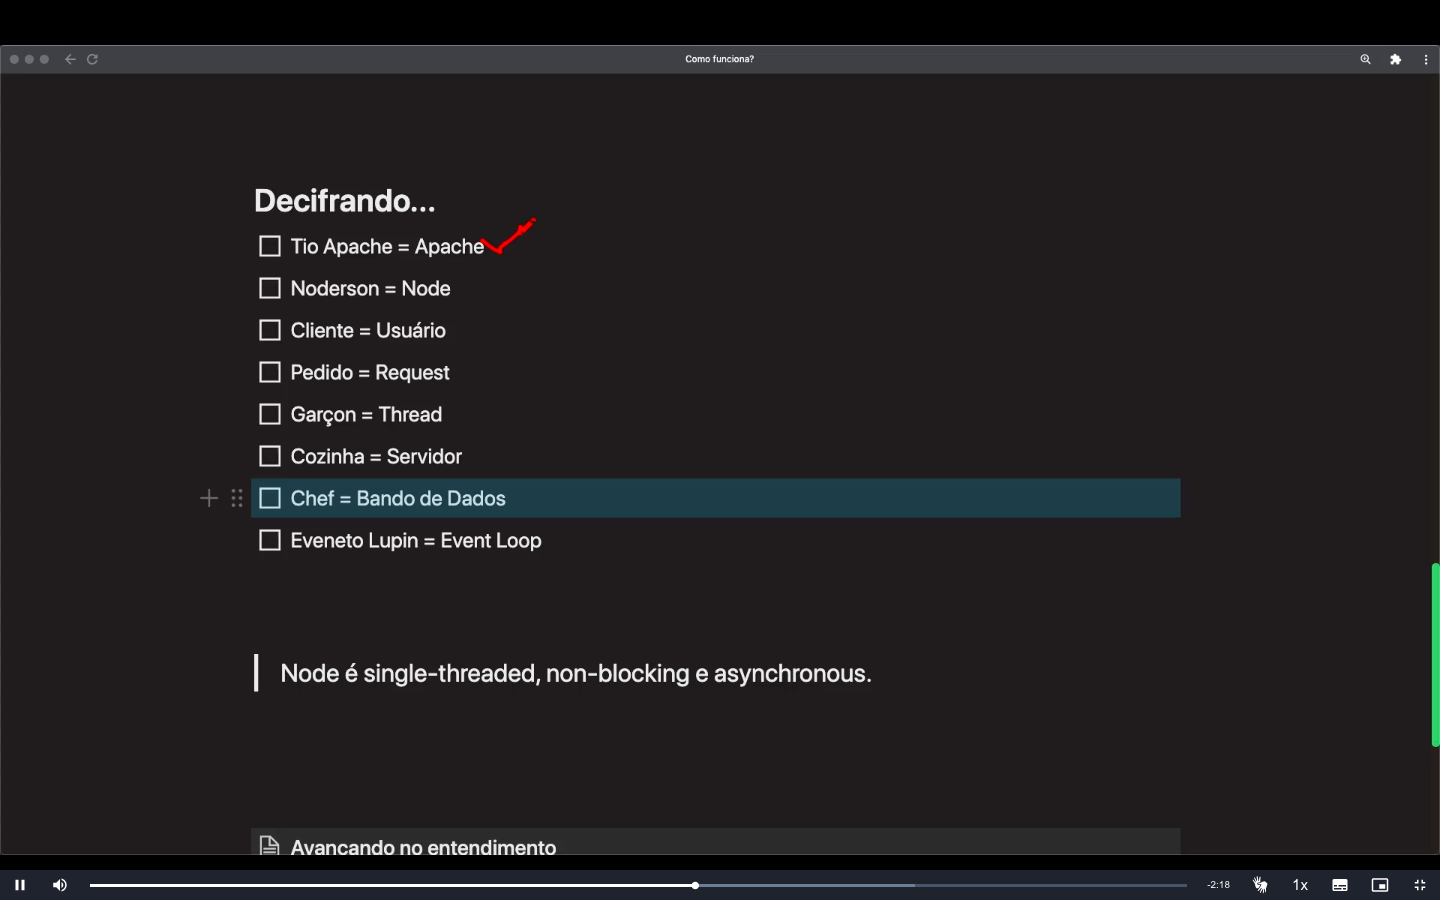 Como funciona?
Decifrando...
Tio Apache = Apache
Noderson = Node
Cliente = Usuário
Pedido = Request
Garçon = Thread
Cozinha = Servidor
Chef = Bando de Dados
Eveneto Lupin = Event Loop
Node é single-threaded, non-blocking e asynchronous.
Avançando no entendimento
-2:18
1x